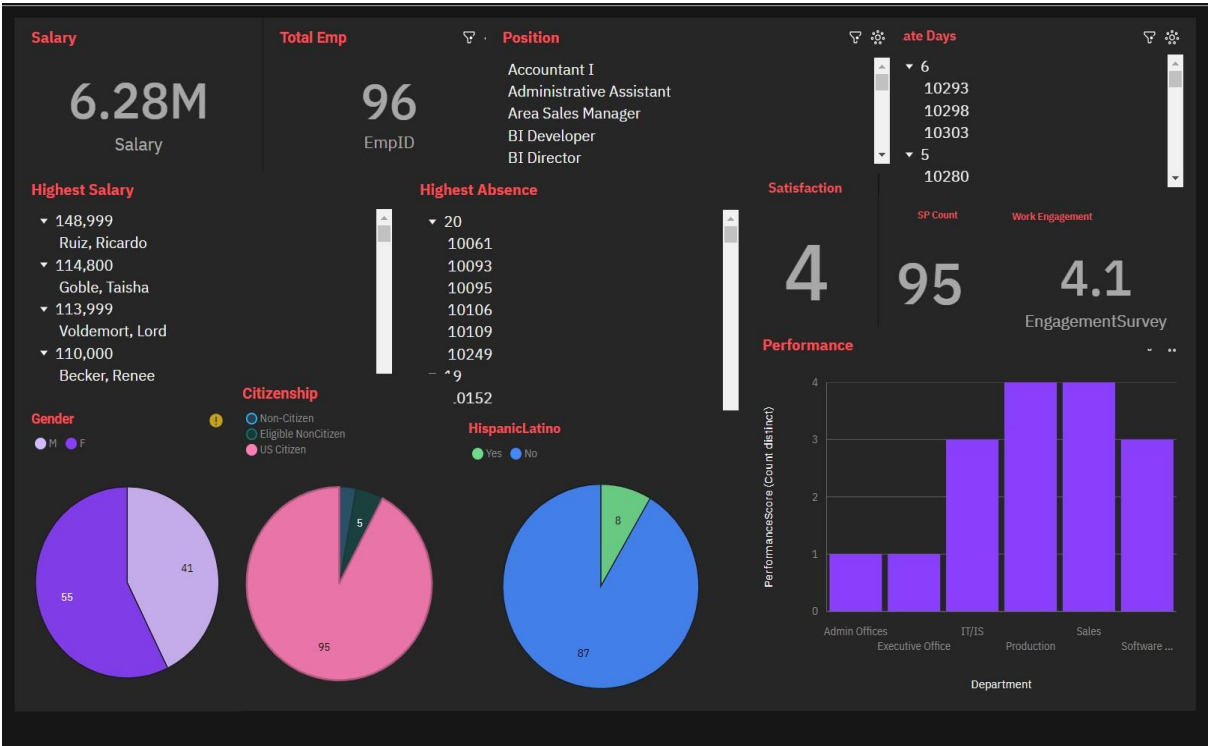 Salary
6.28M
Salary
Total Emp
96
EmpID
Position
Accountant I
Administrative Assistant
Area Sales Manager
BI Developer
BI Director
ate Days
6
10293
10298
10303
5
10280
Highest Salary
148,999
Ruiz, Ricardo
114,800
Goble, Taisha
113,999
Voldemort, Lord
110,000
Becker, Renee
Highest Absence
20
10061
10093
10095
10106
10109
10249
.0152
Satisfaction
4
SP Count
95
Work Engagement
4.1
EngagementSurvey
Gender
M F
55
41
Citizenship
Non-Citizen
Eligible NonCitizen
US Citizen
5
95
HispanicLatino
Yes No
8
87
Performance
PerformanceScore (Count distinct)
4
3
2
1
0
Admin Offices
Executive Office
IT/IS
Production
Sales
Software ...
Department